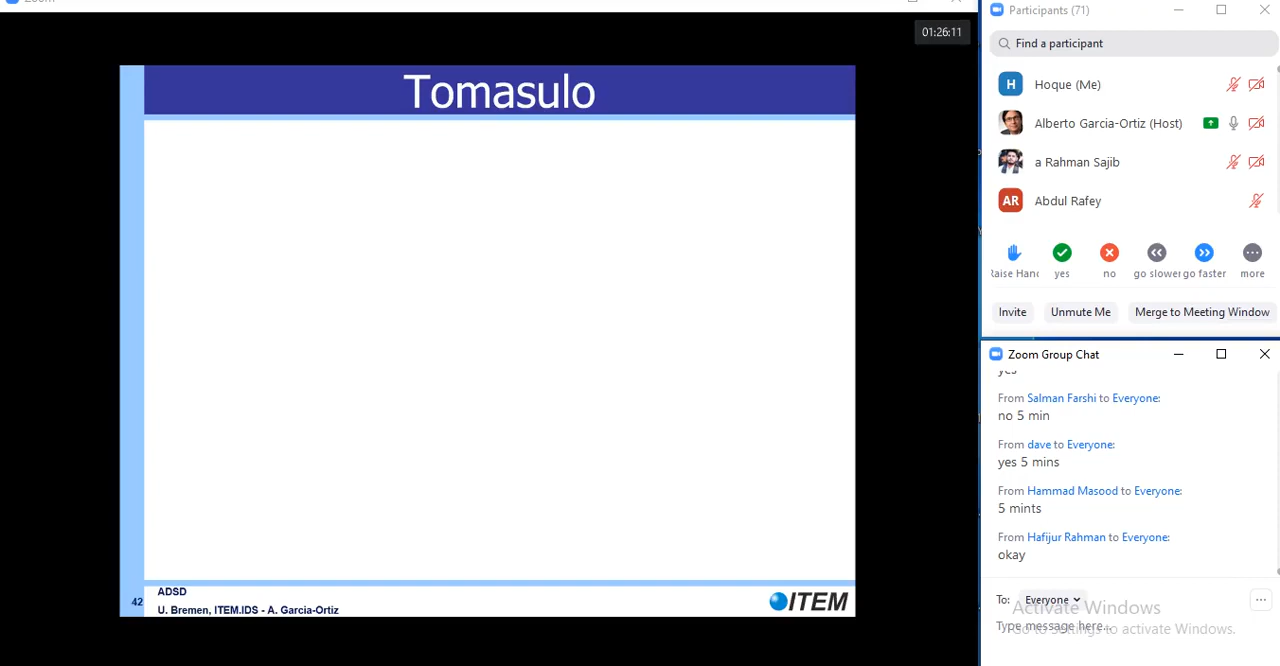 Zoom
01:26:11
Tomasulo
42
ADSD
U. Bremen, ITEM.IDS - A. Garcia-Ortiz
ITEM
Participants (71)
Find a participant
H
Hoque (Me)
Alberto Garcia-Ortiz (Host)
a Rahman Sajib
AR
Abdul Rafey
Raise Hand
yes
no
go slower
go faster
more
Invite
Unmute Me
Merge to Meeting Window
Zoom Group Chat
yes
From Salman Farshi to Everyone:
no 5 min
From dave to Everyone:
yes 5 mins
From Hammad Masood to Everyone:
5 mints
From Hafijur Rahman to Everyone:
okay
To: Everyone
Type message here...
Activate Windows
Go to Settings to activate Windows.